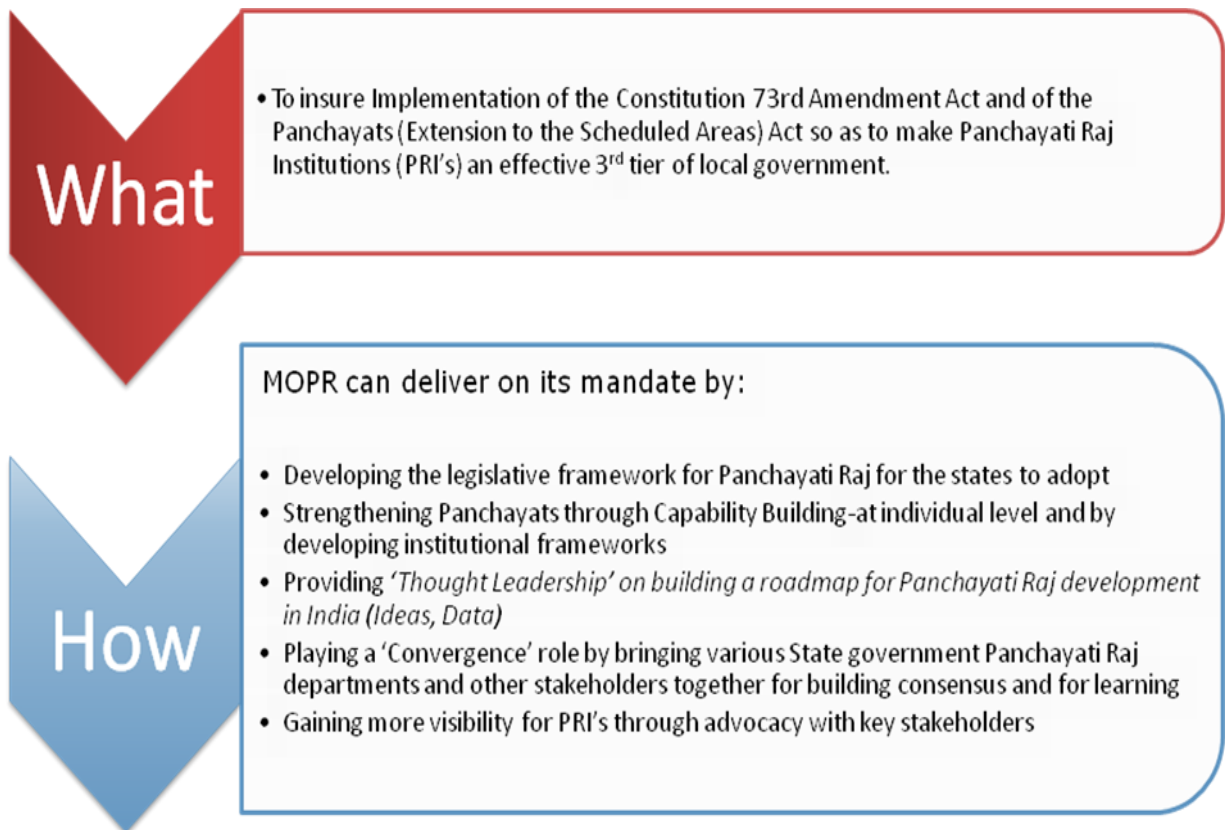 What
• To insure Implementation of the Constitution 73rd Amendment Act and of the
Panchayats (Extension to the Scheduled Areas) Act so as to make Panchayati Raj
Institutions (PRI's) an effective 3rd tier of local government.
How
MOPR can deliver on its mandate by:
• Developing the legislative framework for Panchayati Raj for the states to adopt
• Strengthening Panchayats through Capability Building-at individual level and by
developing institutional frameworks
• Providing 'Thought Leadership' on building a roadmap for Panchayati Raj development
in India (Ideas, Data)
• Playing a 'Convergence' role by bringing various State government Panchayati Raj
departments and other stakeholders together for building consensus and for learning
• Gaining more visibility for PRI's through advocacy with key stakeholders